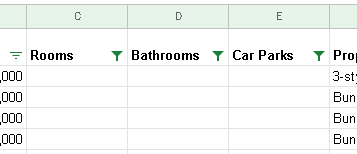 C D E
Rooms Bathrooms Car Parks Prop
,000 3-sty
,000 Bun
,000 Bun
,000 Bun